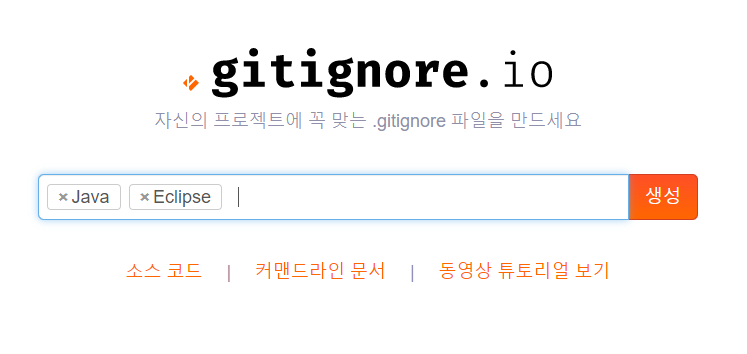 gitignore.io
자신의 프로젝트에 꼭 맞는 .gitignore 파일을 만드세요
×Java ×Eclipse 생성
소스 코드 | 커맨드라인 문서 | 동영상 튜토리얼 보기